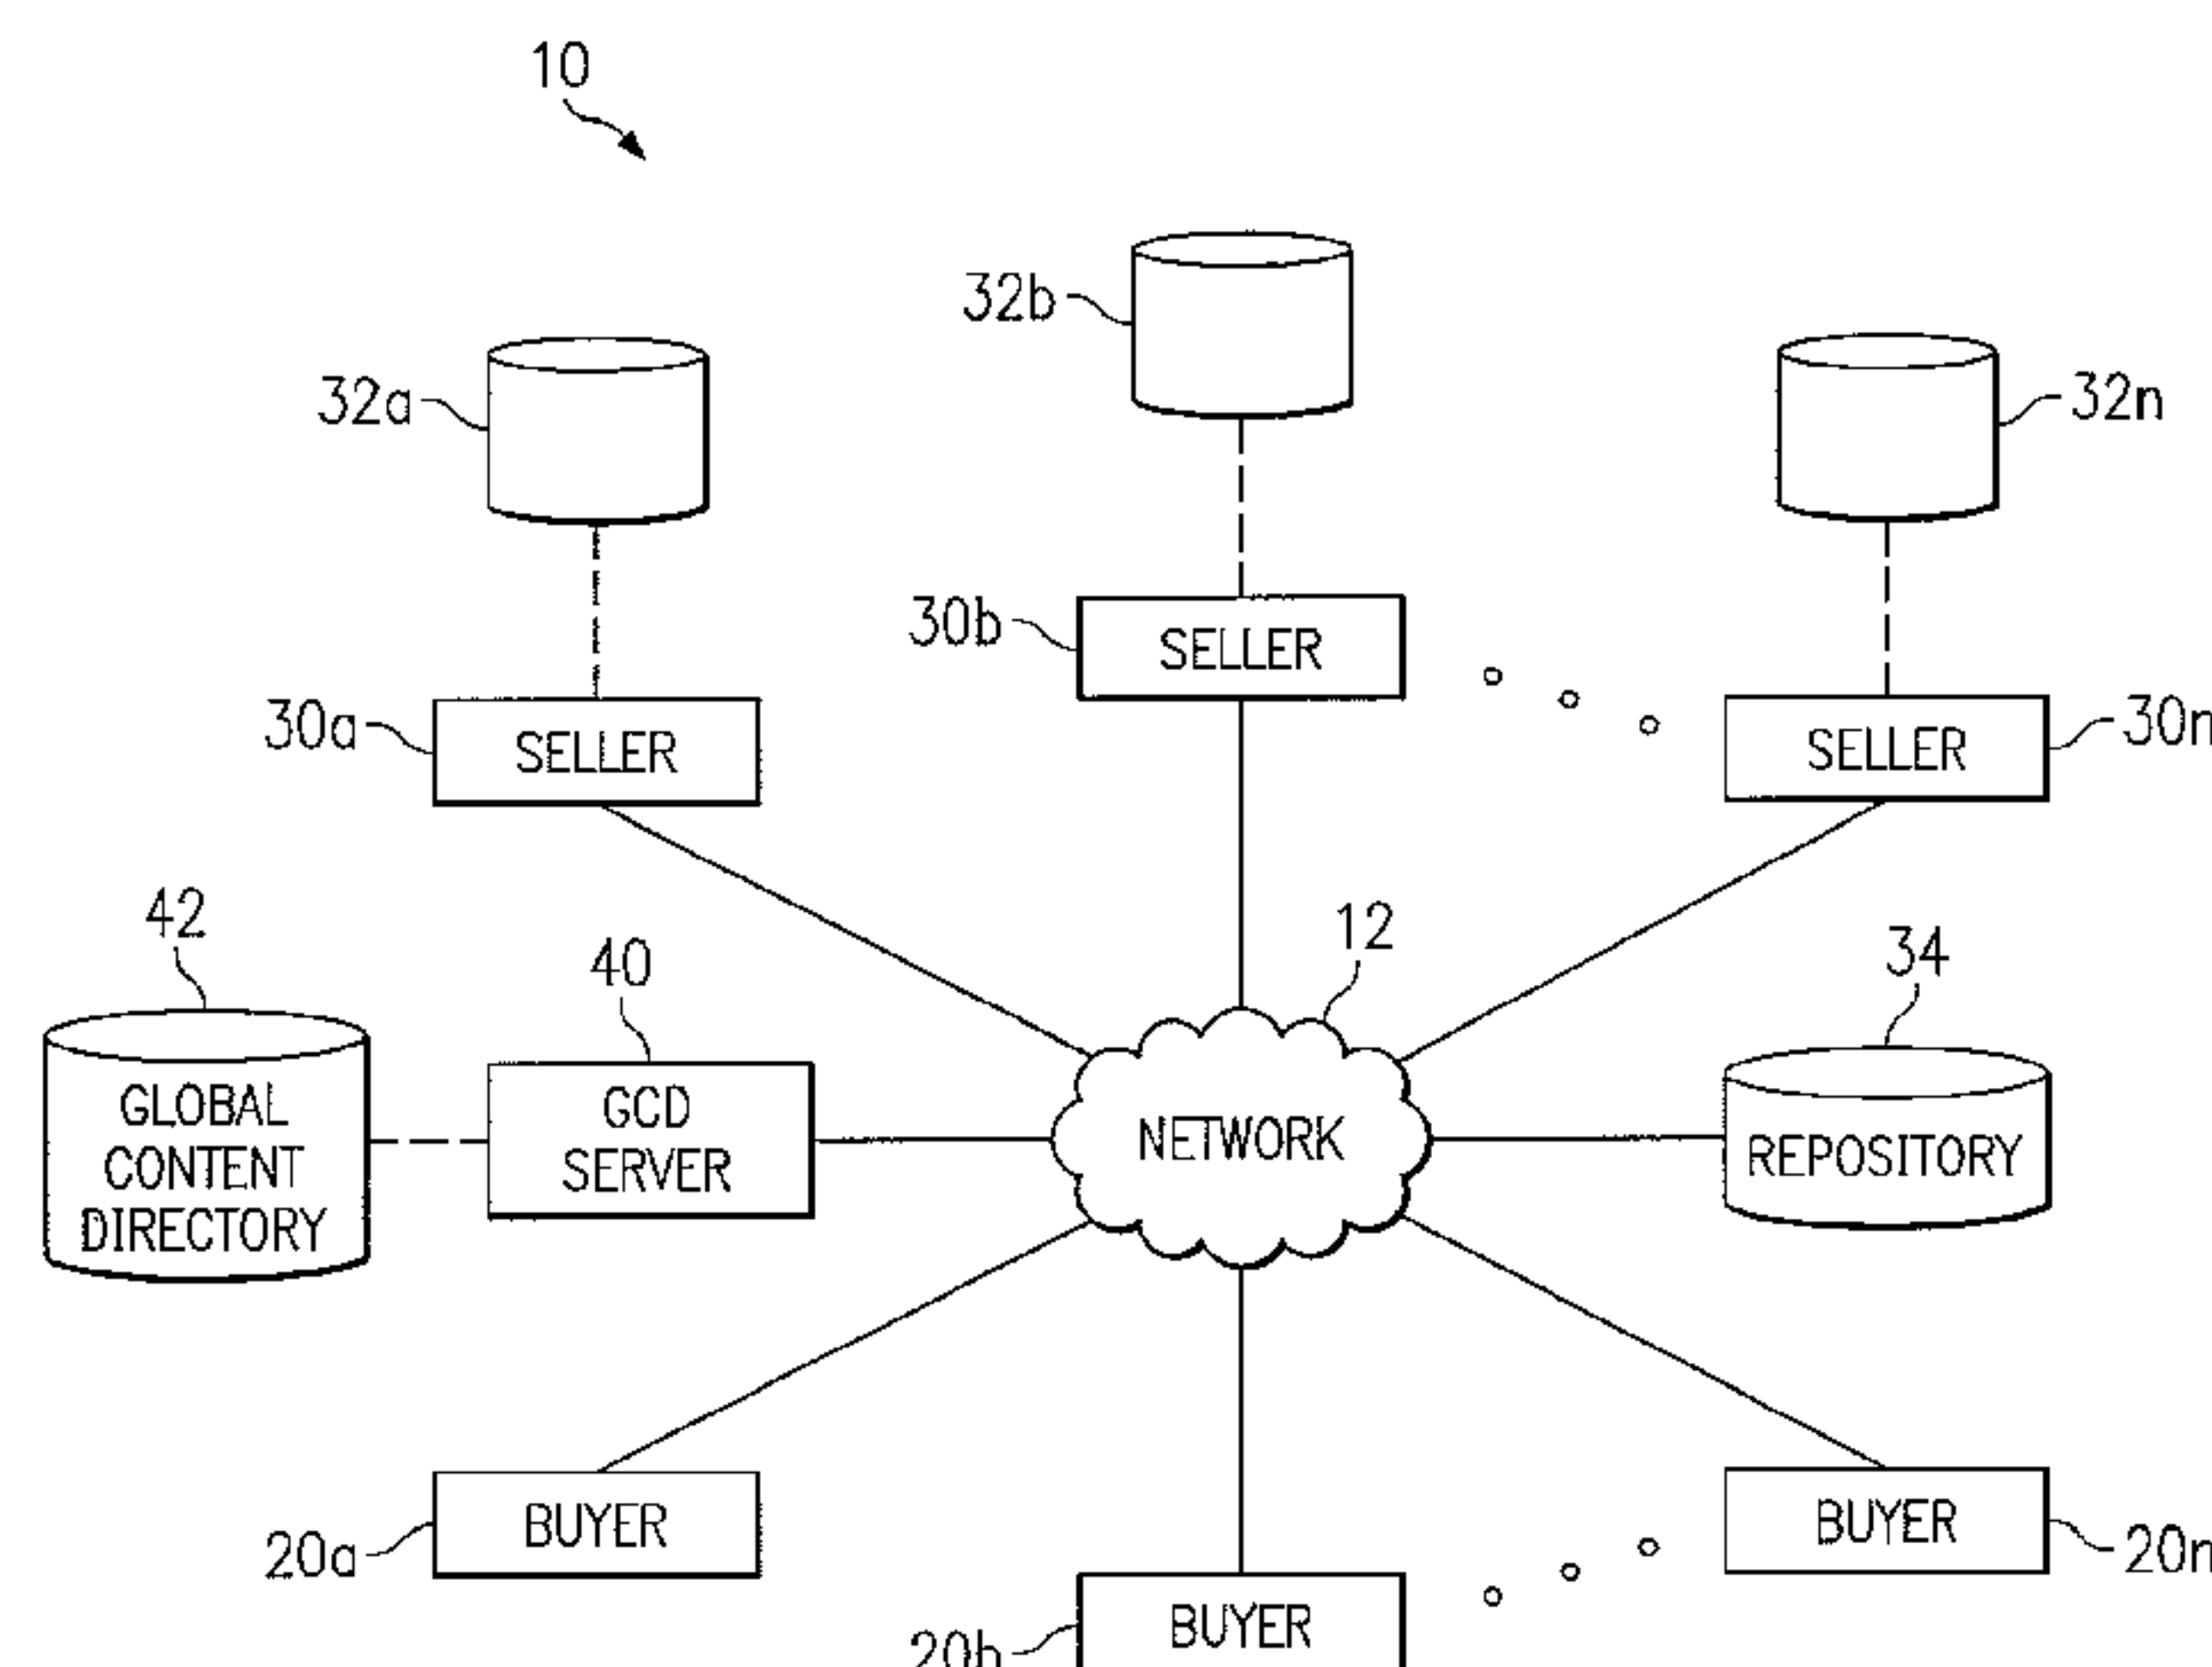 10
32b
32a
32n
30b
SELLER
30a
SELLER
SELLER
30n
42
40
12
34
GLOBAL
CONTENT
DIRECTORY
GCD
SERVER
NETWORK
REPOSITORY
20a
BUYER
BUYER
20n
20b
BUYER